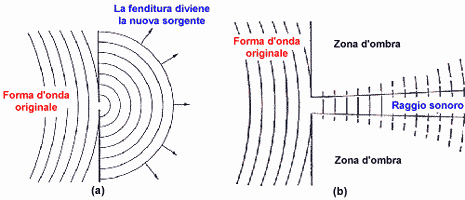 La fenditura diviene
la nuova sorgente
Forma d'onda
originale
(a)
Forma d'onda
originale
Zona d'ombra
Raggio sonoro
Zona d'ombra
(b)